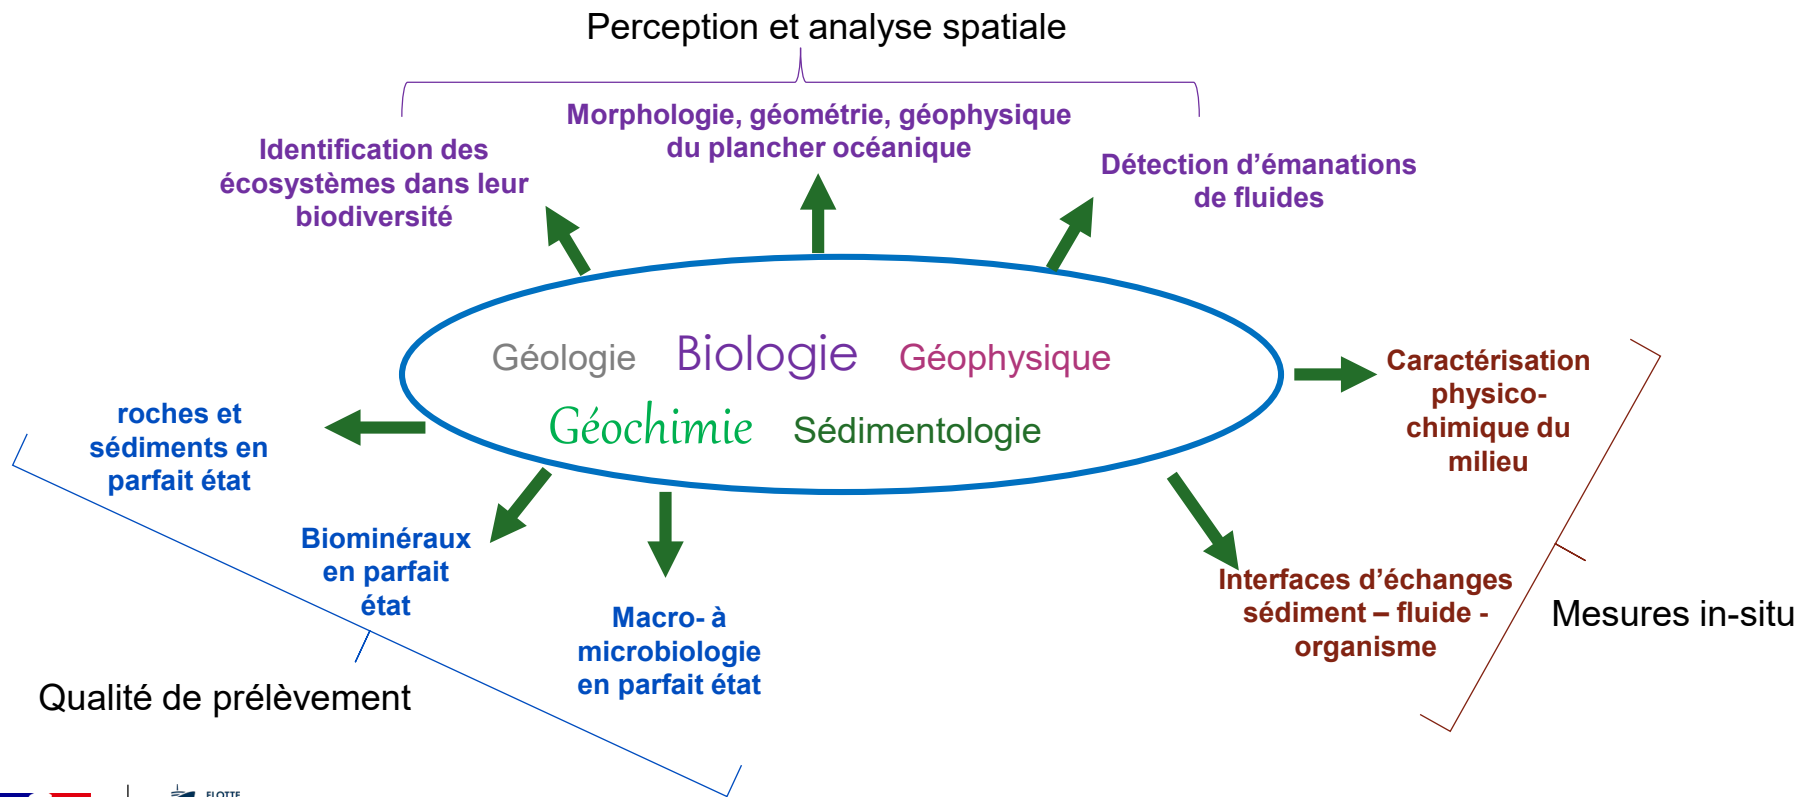 Perception et analyse spatiale
Morphologie, géométrie, géophysique
du plancher océanique
Identification des
écosystèmes dans leur
biodiversité
Détection d’émanations
de fluides
Géologie Biologie Géophysique
Géochimie Sédimentologie
Caractérisation
physico-
chimique du
milieu
roches et
sédiments en
parfait état
Biominéraux
en parfait
état
Macro- à
microbiologie
en parfait état
Interfaces d’échanges
sédiment – fluide -
organisme
Mesures in-situ
Qualité de prélèvement
FLOTTE